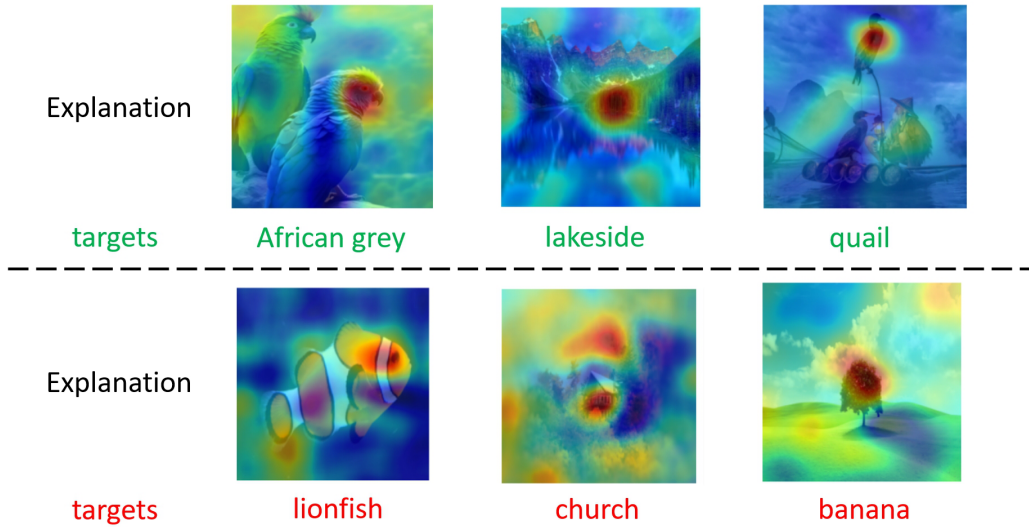 Explanation
targets African grey lakeside quail
Explanation
targets lionfish church banana